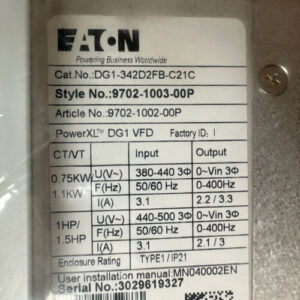 EATON
Powering Business Worldwide
Cat.No.:DG1-342D2FB-C21C
Style No.:9702-1003-00P
Article No.:9702-1002-00P
PowerXL™ DG1 VFD Factory ID: I
CT/VT Input Output
0.75KW/ 1.1KW U(V~) 380-440 3Φ 0~Vin 3Φ
F(Hz) 50/60 Hz 0-400Hz
I(A) 3.1 2.2 / 3.3
1HP/ 1.5HP U(V~) 440-500 3Φ 0~Vin 3Φ
F(Hz) 50/60 Hz 0-400Hz
I(A) 3.1 2.1 / 3
Enclosure Rating TYPE1 / IP21
User installation manual:MN040002EN
Serial No.: 3029619327